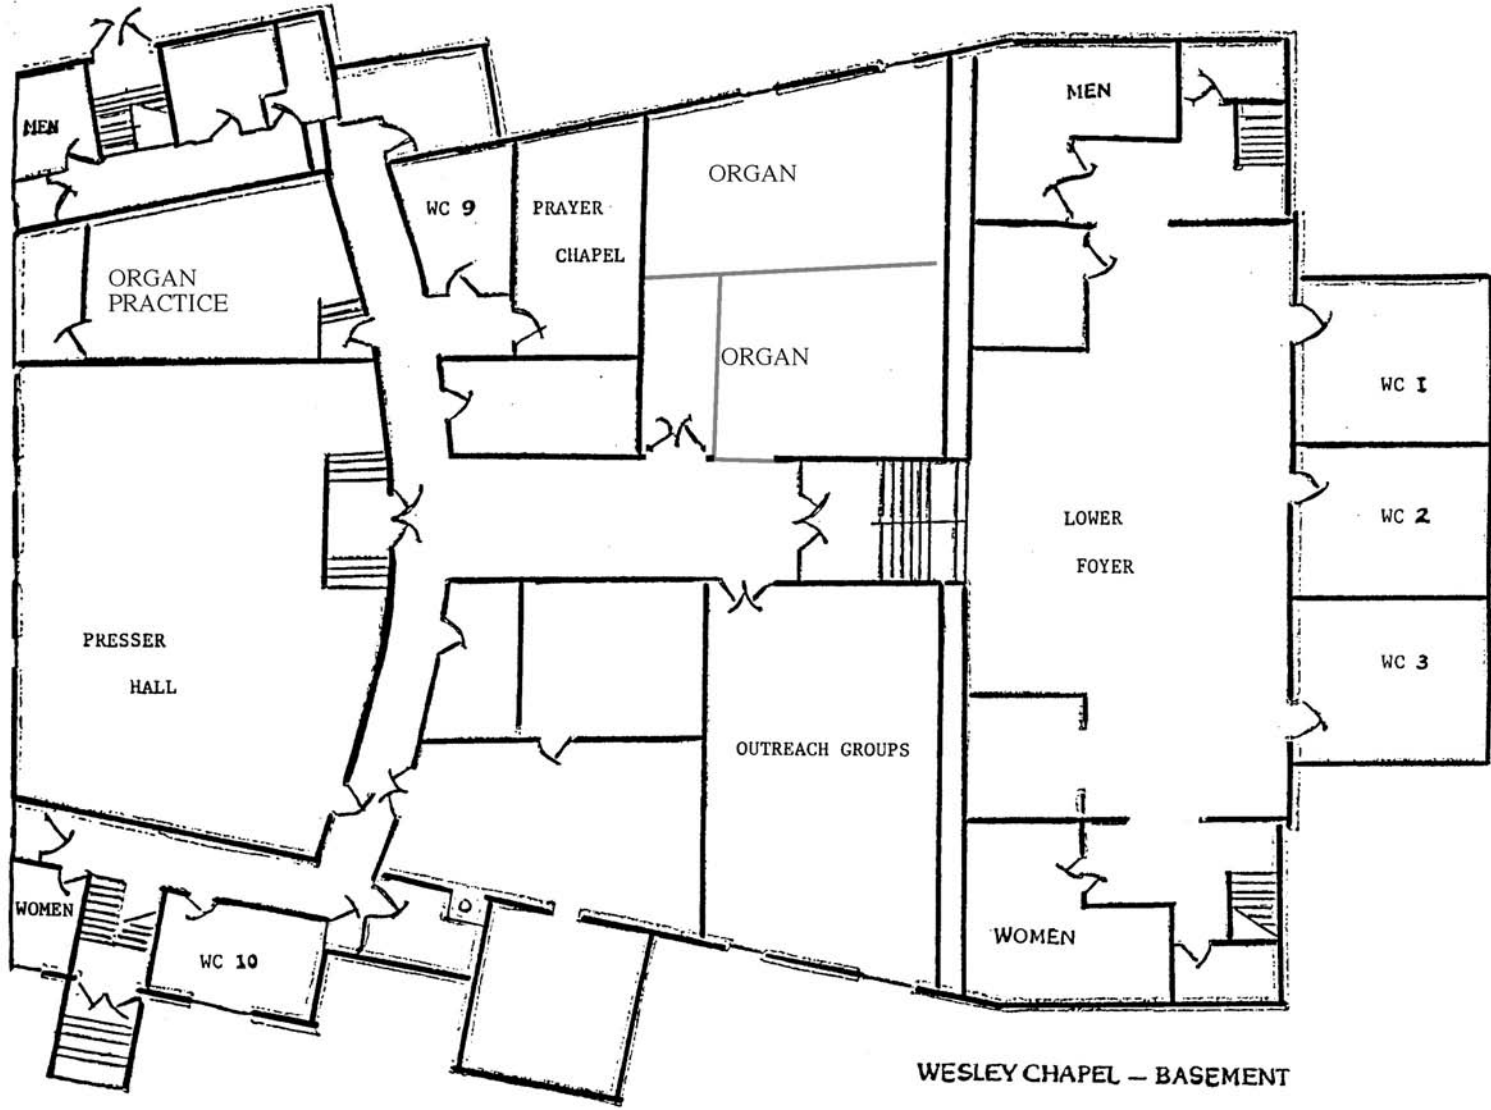 MEN
MEN
ORGAN
WC 9
PRAYER
CHAPEL
ORGAN
PRACTICE
ORGAN
WC 1
WC 2
LOWER
FOYER
PRESSER
HALL
WC 3
OUTREACH GROUPS
WOMEN
WOMEN
WC 10
WESLEY CHAPEL — BASEMENT